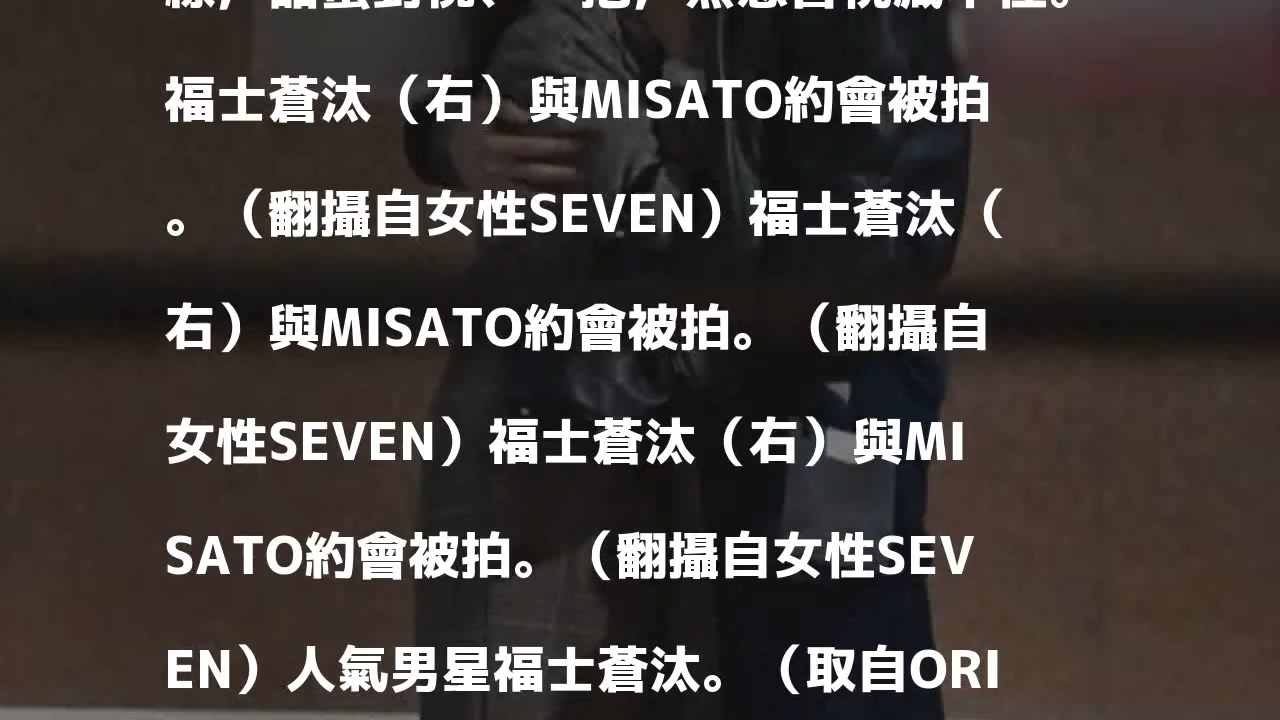 福士蒼汰（右）與MISATO約會被拍
。（翻攝自女性SEVEN）福士蒼汰（
右）與MISATO約會被拍。（翻攝自
女性SEVEN）福士蒼汰（右）與MI
SATO約會被拍。（翻攝自女性SEV
EN）人氣男星福士蒼汰。（取自ORI